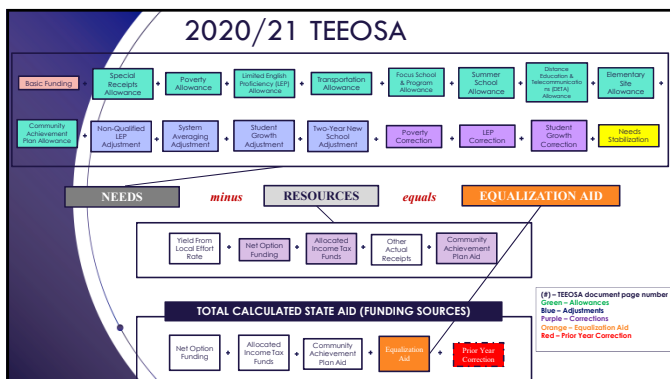 2020/21 TEEOSA
Basic Funding
+
Special
Receipts
Allowance
+
Poverty
Allowance
+
Limited English
Proficiency (LEP)
Allowance
+
Transportation
Allowance
+
Focus School
& Program
Allowance
+
Summer
School
Allowance
+
Distance
Education &
Telecommunicatio
ns (DETA)
Allowance
+
Elementary
Site
Allowance
+
Community
Achievement
Plan Allowance
+
Non-Qualified
LEP
Adjustment
+
System
Averaging
Adjustment
+
Student
Growth
Adjustment
+
Two-Year New
School
Adjustment
+
Poverty
Correction
+
LEP
Correction
+
Student
Growth
Correction
+
Needs
Stabilization
NEEDS
minus
RESOURCES
equals
EQUALIZATION AID
Yield From
Local Effort
Rate
+
Net Option
Funding
+
Allocated
Income Tax
Funds
+
Other
Actual
Receipts
+
Community
Achievement
Plan Aid
TOTAL CALCULATED STATE AID (FUNDING SOURCES)
Net Option
Funding
+
Allocated
Income Tax
Funds
+
Community
Achievement
Plan Aid
+
Equalization
Aid
+
Prior Year
Correction
(#) – TEEOSA document page number
Green – Allowances
Blue – Adjustments
Purple – Corrections
Orange – Equalization Aid
Red – Prior Year Correction